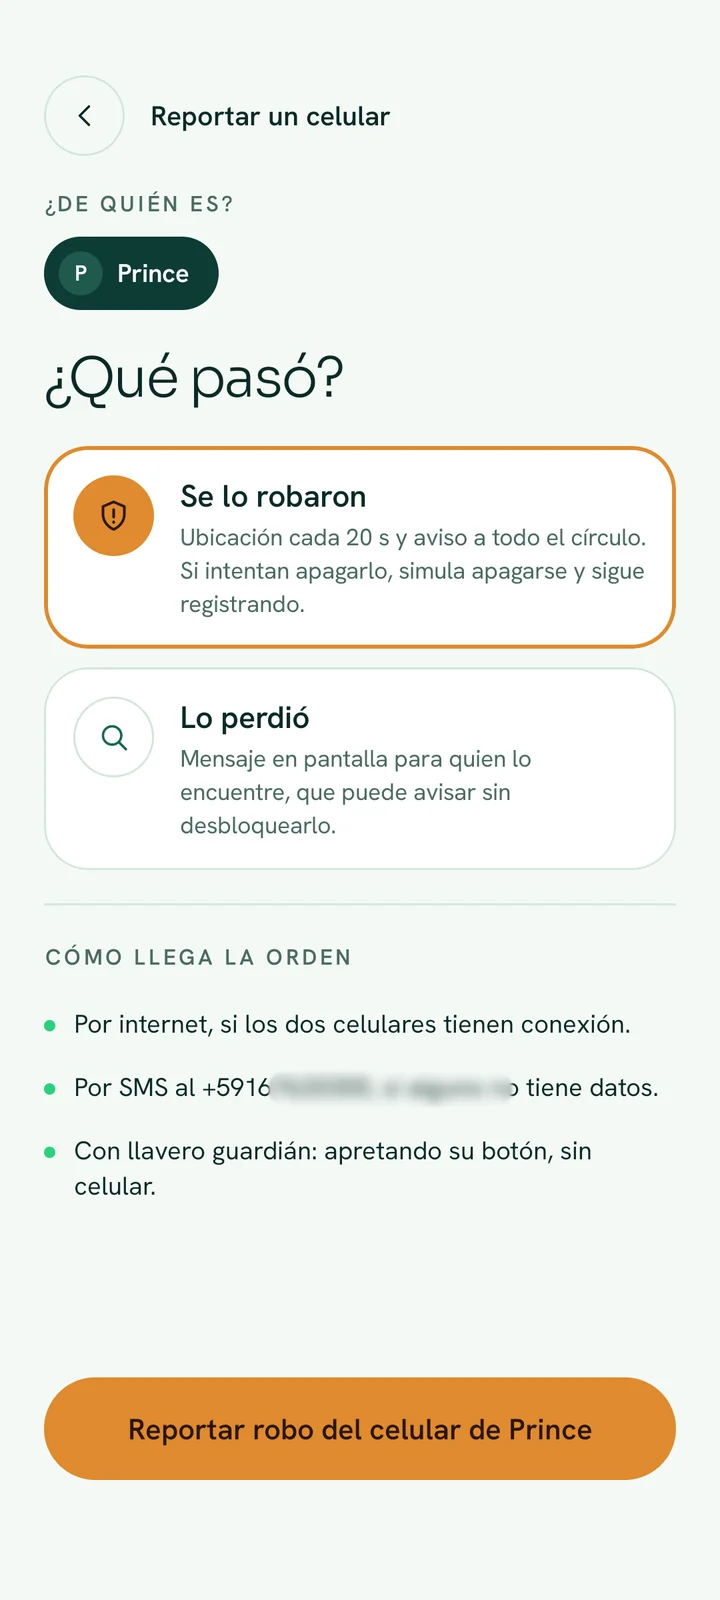 Reportar un celular
¿DE QUIÉN ES?
P Prince
¿Qué pasó?
Se lo robaron
Ubicación cada 20 s y aviso a todo el círculo.
Si intentan apagarlo, simula apagarse y sigue
registrando.
Lo perdió
Mensaje en pantalla para quien lo
encuentre, que puede avisar sin
desbloquearlo.
CÓMO LLEGA LA ORDEN
Por internet, si los dos celulares tienen conexión.
Por SMS al +5916 tiene datos.
Con llavero guardián: apretando su botón, sin
celular.
Reportar robo del celular de Prince